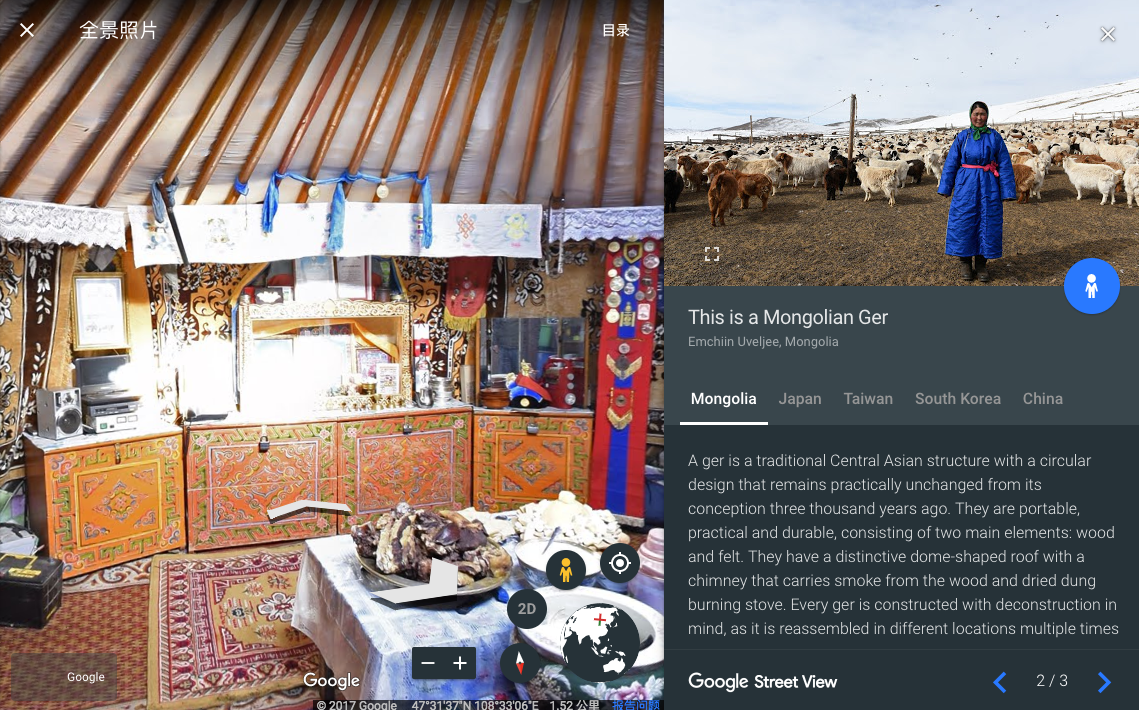 全景照片
目录
2D
Google
Google
© 2017 Google 47°31'37"N 108°33'06"E 1.52 公里 报告问题
This is a Mongolian Ger
Emchiin Uveljee, Mongolia
Mongolia Japan Taiwan South Korea China
A ger is a traditional Central Asian structure with a circular
design that remains practically unchanged from its
conception three thousand years ago. They are portable,
practical and durable, consisting of two main elements: wood
and felt. They have a distinctive dome-shaped roof with a
chimney that carries smoke from the wood and dried dung
burning stove. Every ger is constructed with deconstruction in
mind, as it is reassembled in different locations multiple times
Google Street View
2 / 3